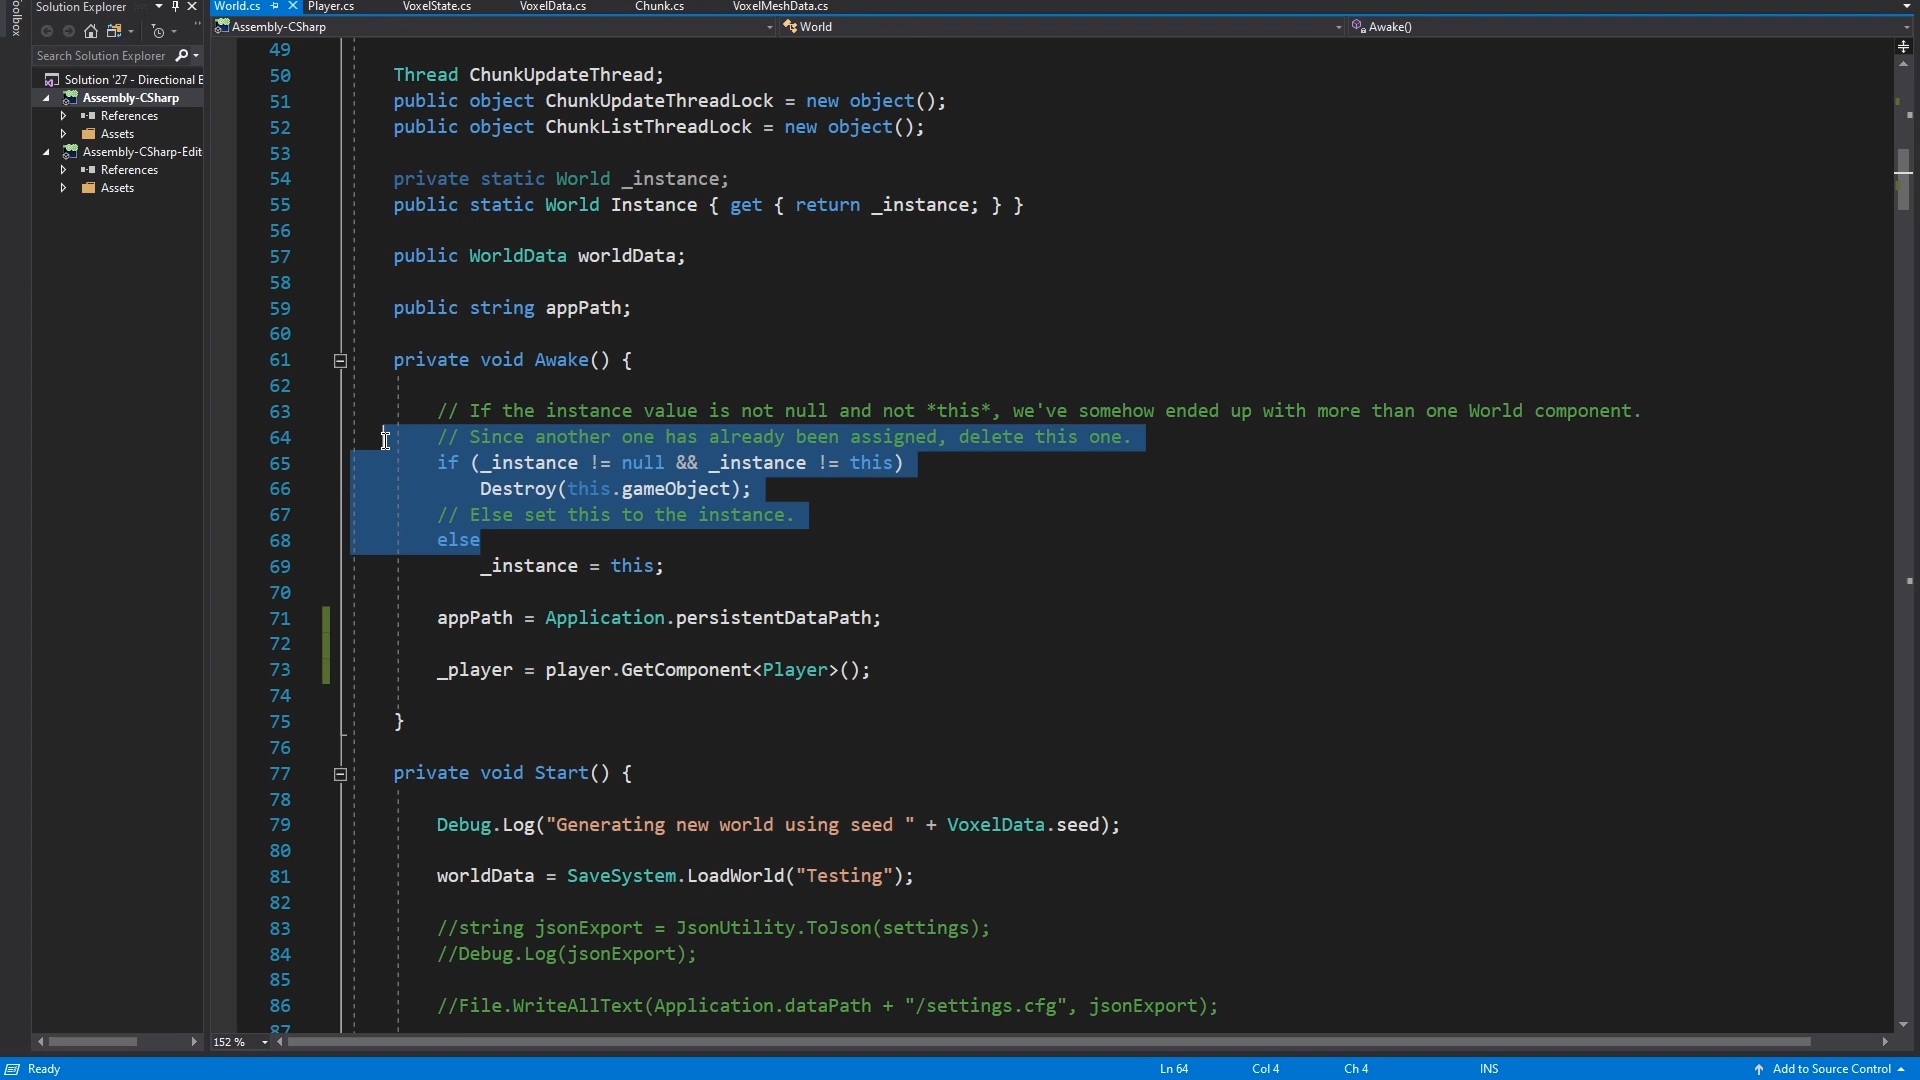 Toolbox
Solution Explorer
Search Solution Explorer
Solution '27 - Directional E
Assembly-CSharp
References
Assets
Assembly-CSharp-Edit
References
Assets
World.cs
Player.cs
VoxelState.cs
VoxelData.cs
Chunk.cs
VoxelMeshData.cs
Assembly-CSharp
World
Awake()
49
50 Thread ChunkUpdateThread;
51 public object ChunkUpdateThreadLock = new object();
52 public object ChunkListThreadLock = new object();
53
54 private static World _instance;
55 public static World Instance { get { return _instance; } }
56
57 public WorldData worldData;
58
59 public string appPath;
60
61 private void Awake() {
62
63 // If the instance value is not null and not *this*, we've somehow ended up with more than one World component.
64 // Since another one has already been assigned, delete this one.
65 if (_instance != null && _instance != this)
66 Destroy(this.gameObject);
67 // Else set this to the instance.
68 else
69 _instance = this;
70
71 appPath = Application.persistentDataPath;
72
73 _player = player.GetComponent<Player>();
74
75 }
76
77 private void Start() {
78
79 Debug.Log("Generating new world using seed " + VoxelData.seed);
80
81 worldData = SaveSystem.LoadWorld("Testing");
82
83 //string jsonExport = JsonUtility.ToJson(settings);
84 //Debug.Log(jsonExport);
85
86 //File.WriteAllText(Application.dataPath + "/settings.cfg", jsonExport);
87
152 %
Ready
Ln 64
Col 4
Ch 4
INS
Add to Source Control